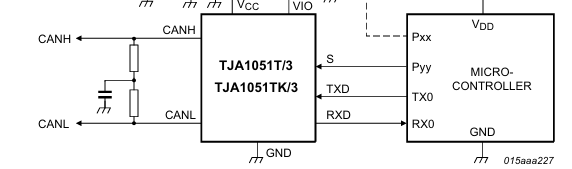 VCC
VIO
CANH
CANH
VDD
Pxx
TJA1051T/3
TJA1051TK/3
S
Pyy
MICRO-
CONTROLLER
TXD
TX0
CANL
CANL
RXD
RX0
GND
GND
015aaa227